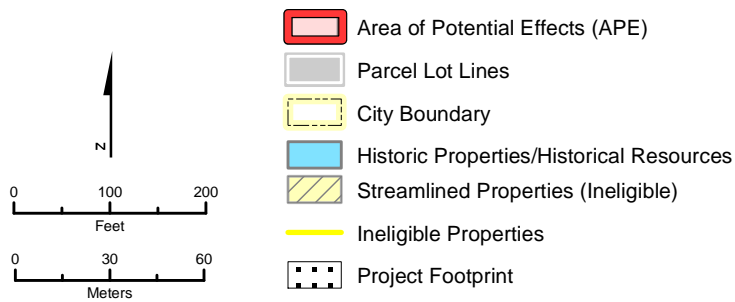 Area of Potential Effects (APE)
Parcel Lot Lines
City Boundary
Historic Properties/Historical Resources
Streamlined Properties (Ineligible)
Ineligible Properties
Project Footprint
N
0 100 200
Feet
0 30 60
Meters